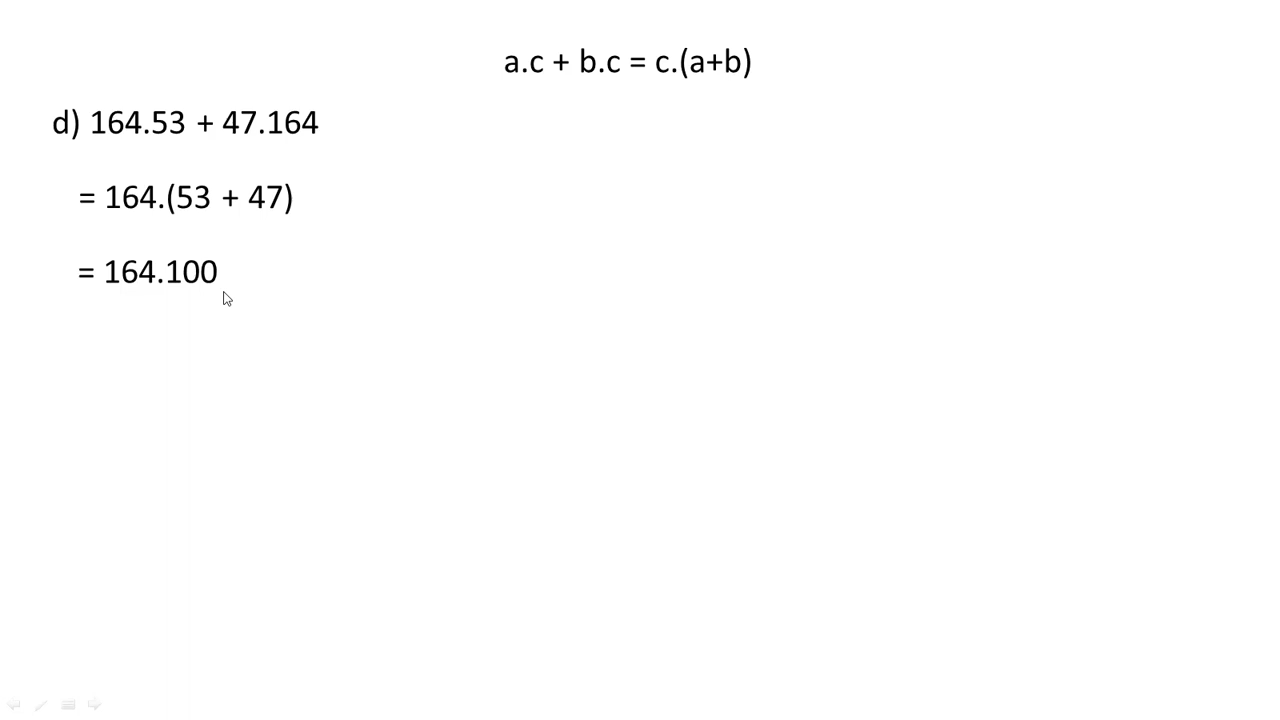 a.c + b.c = c.(a+b)
d) 164.53 + 47.164
= 164.(53 + 47)
= 164.100